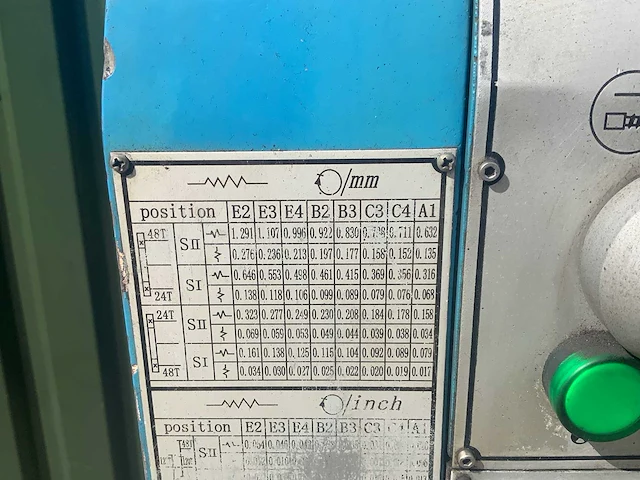 /mm
position E2 E3 E4 B2 B3 C3 C4 A1
48T SII 1.291 1.107 0.996 0.922 0.830 0.711 0.632
0.276 0.236 0.213 0.197 0.177 0.158 0.152 0.135
24T SI 0.646 0.553 0.498 0.461 0.415 0.369 0.356 0.316
0.138 0.118 0.106 0.099 0.089 0.079 0.076 0.068
24T SII 0.323 0.277 0.249 0.230 0.208 0.184 0.178 0.158
0.069 0.059 0.053 0.049 0.044 0.039 0.038 0.034
48T SI 0.161 0.138 0.125 0.115 0.104 0.092 0.089 0.079
0.034 0.030 0.027 0.025 0.022 0.020 0.019 0.017
/inch
position E2 E3 E4 B2 B3 C3 A1
48T SII 0.054 0.046